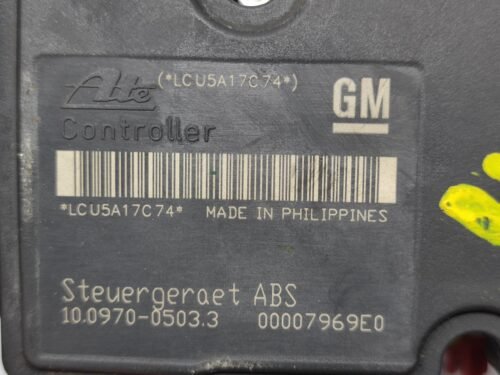 Ate (*LCU5A17C74*)
GM
Controller
*LCU5A17C74* MADE IN PHILIPPINES
Steuergeraet ABS
10.0970-0503.3 00007969E0